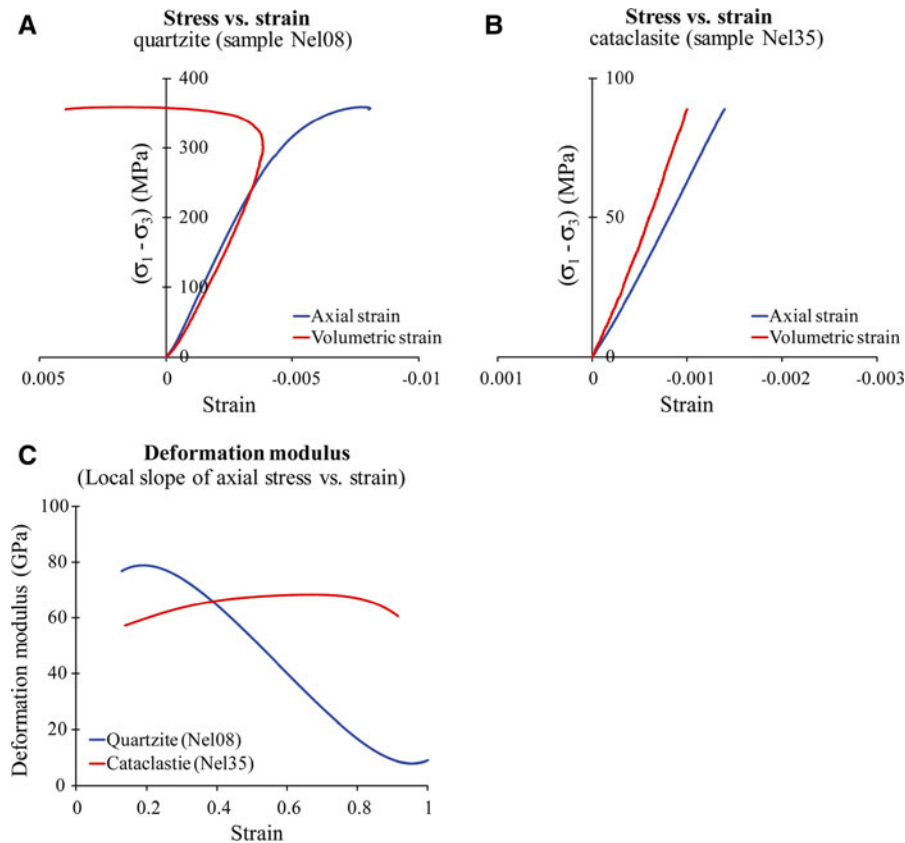 A
Stress vs. strain
quartzite (sample Nel08)
400
300
200
100
0
(σ1 - σ3) (MPa)
Axial strain
Volumetric strain
0.005
0
-0.005
-0.01
Strain
B
Stress vs. strain
cataclasite (sample Nel35)
100
50
0
(σ1 - σ3) (MPa)
Axial strain
Volumetric strain
0.001
0
-0.001
-0.002
-0.003
Strain
C
Deformation modulus
(Local slope of axial stress vs. strain)
100
80
60
40
20
0
Deformation modulus (GPa)
Quartzite (Nel08)
Cataclastie (Nel35)
0
0.2
0.4
0.6
0.8
1
Strain